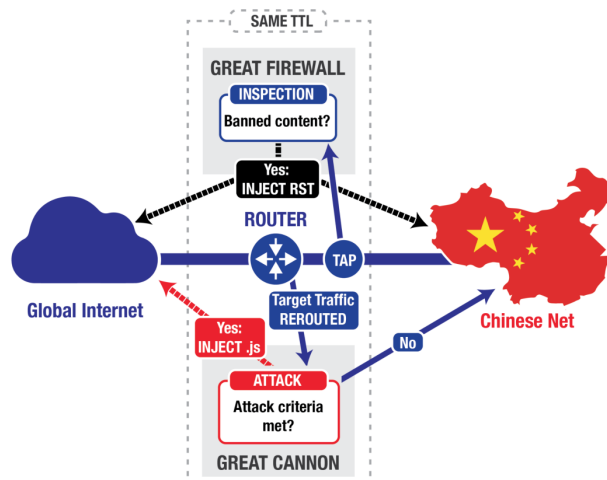 SAME TTL
GREAT FIREWALL
INSPECTION
Banned content?
Yes:
INJECT RST
ROUTER
TAP
Global Internet
Target Traffic
REROUTED
Chinese Net
Yes:
INJECT .js
No
ATTACK
Attack criteria
met?
GREAT CANNON